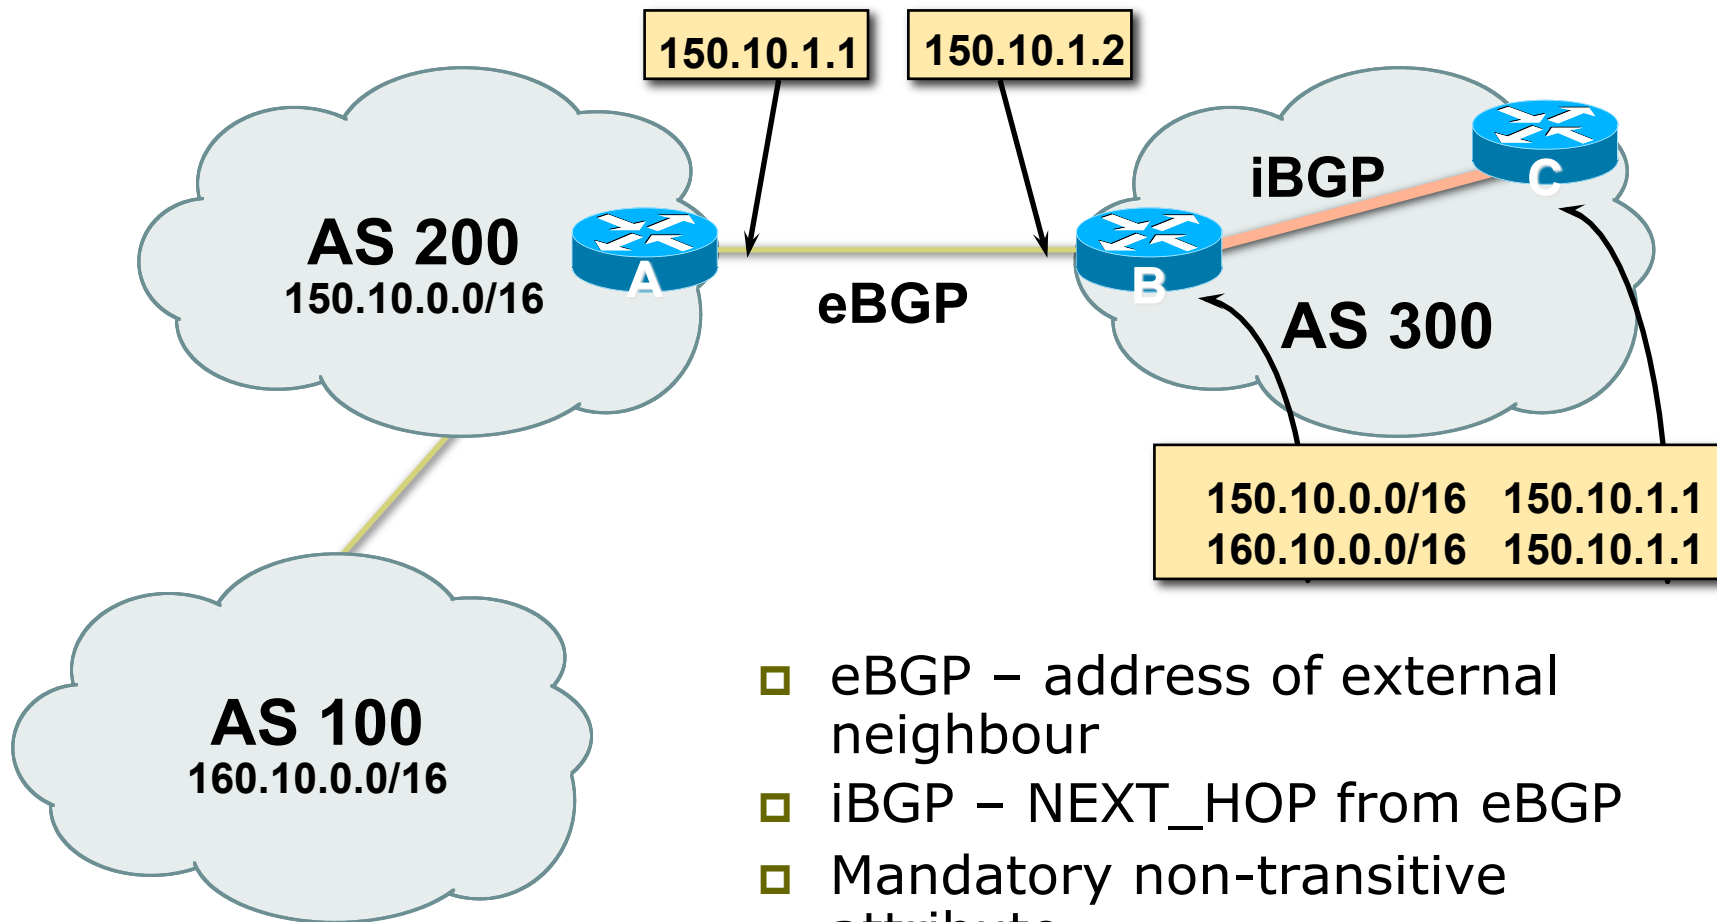 150.10.1.1
150.10.1.2
C
iBGP
AS 200
150.10.0.0/16
A
B
eBGP
AS 300
150.10.0.0/16 150.10.1.1
160.10.0.0/16 150.10.1.1
AS 100
160.10.0.0/16
eBGP – address of external
neighbour
iBGP – NEXT_HOP from eBGP
Mandatory non-transitive
attribute